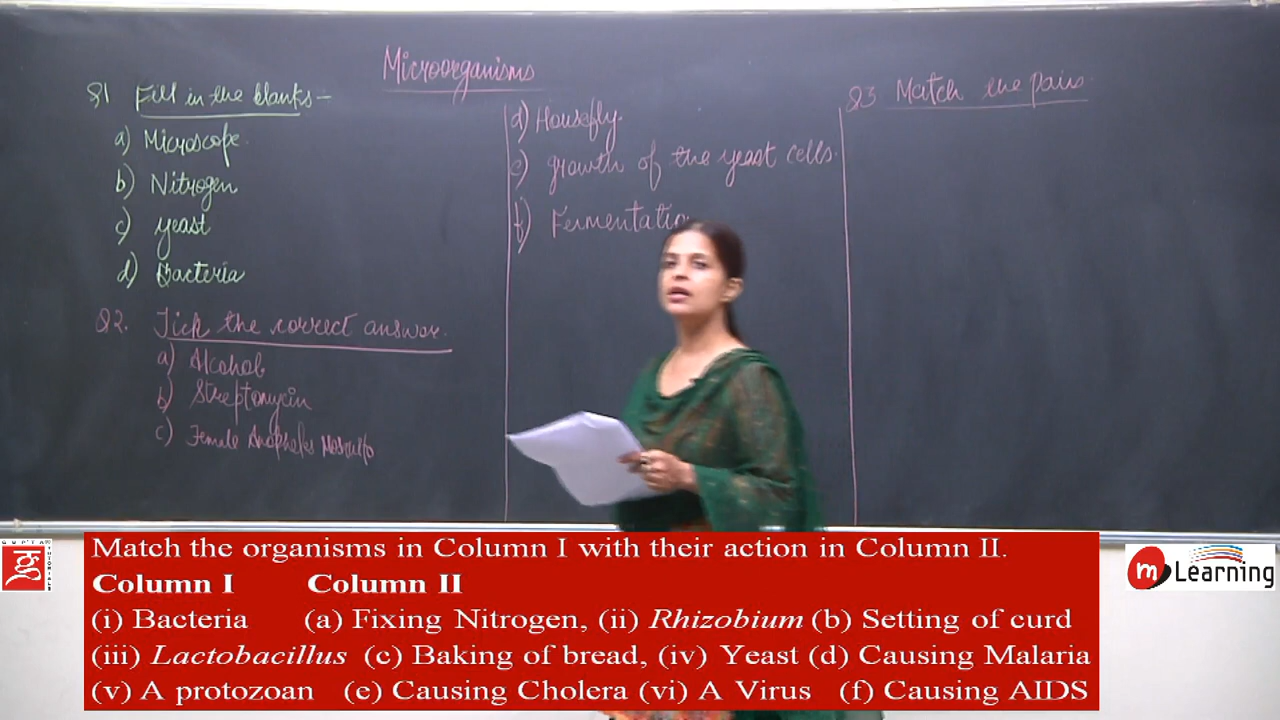 Microorganisms
Q1 Fill in the blanks –
a) Microscope.
b) Nitrogen
c) yeast
d) Bacteria
Q2. Tick the correct answer.
a) Alcohol
b) Streptomycin
c) Female Anopheles Mosquito
d) Housefly.
e) growth of the yeast cells.
f) Fermentatio
Q3 Match the pairs.
Match the organisms in Column I with their action in Column II.
Column I Column II
(i) Bacteria (a) Fixing Nitrogen, (ii) Rhizobium (b) Setting of curd
(iii) Lactobacillus (c) Baking of bread, (iv) Yeast (d) Causing Malaria
(v) A protozoan (e) Causing Cholera (vi) A Virus (f) Causing AIDS
GUPTA
TUTORIALS
m Learning